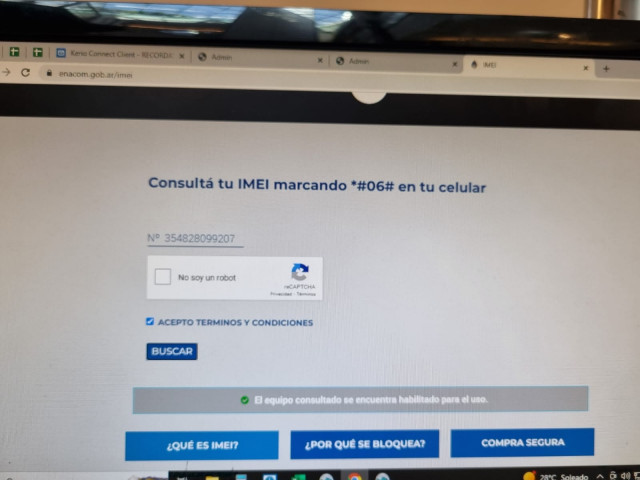 Kerio Connect Client - RECORDA
Admin
Admin
IMEI
enacom.gob.ar/imei
Consultá tu IMEI marcando *#06# en tu celular
Nº 354828099207
No soy un robot
reCAPTCHA
Privacidad - Términos
ACEPTO TERMINOS Y CONDICIONES
BUSCAR
El equipo consultado se encuentra habilitado para el uso.
¿QUÉ ES IMEI?
¿POR QUÉ SE BLOQUEA?
COMPRA SEGURA
28°C Soleado